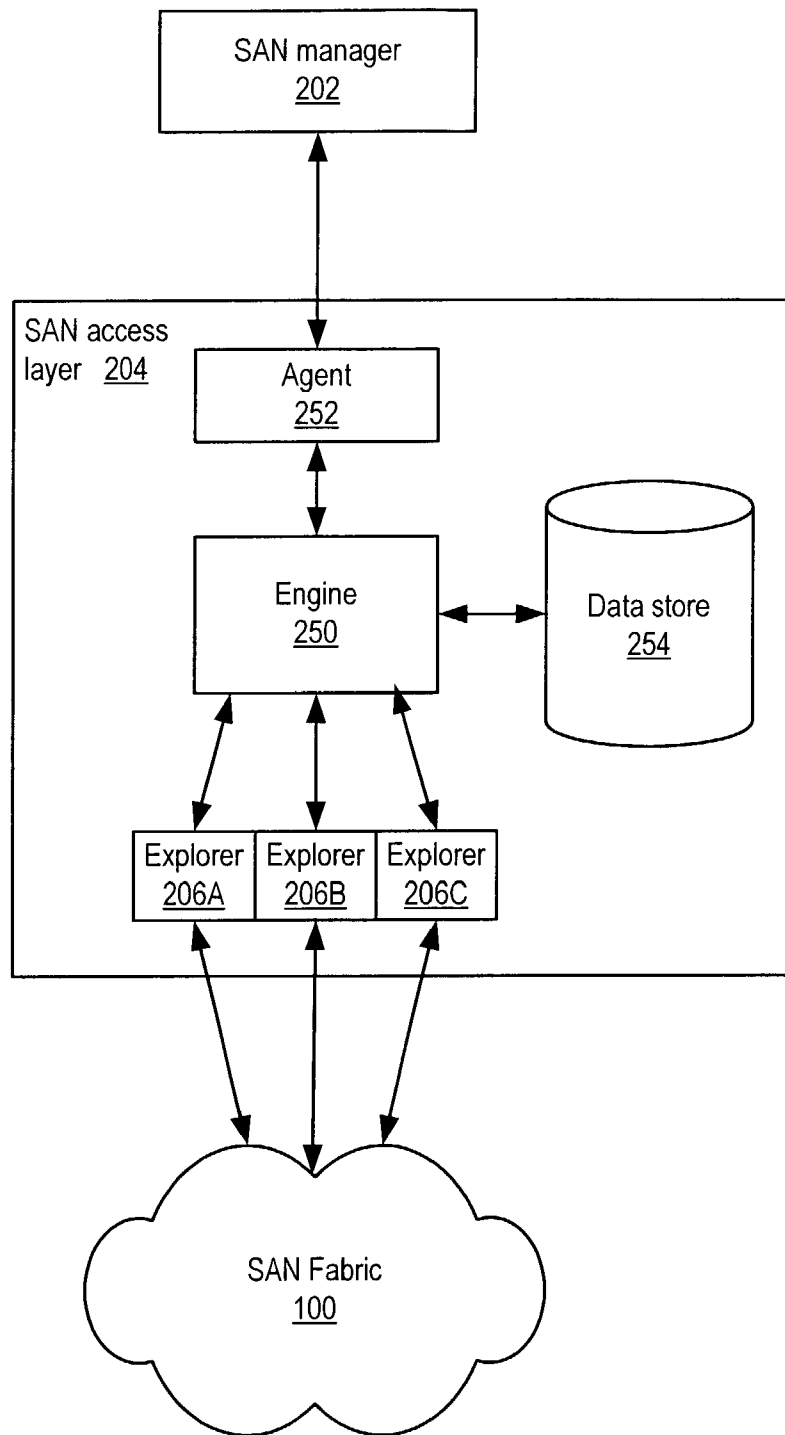 SAN manager
202
SAN access
layer 204
Agent
252
Engine
250
Data store
254
Explorer
206A
Explorer
206B
Explorer
206C
SAN Fabric
100